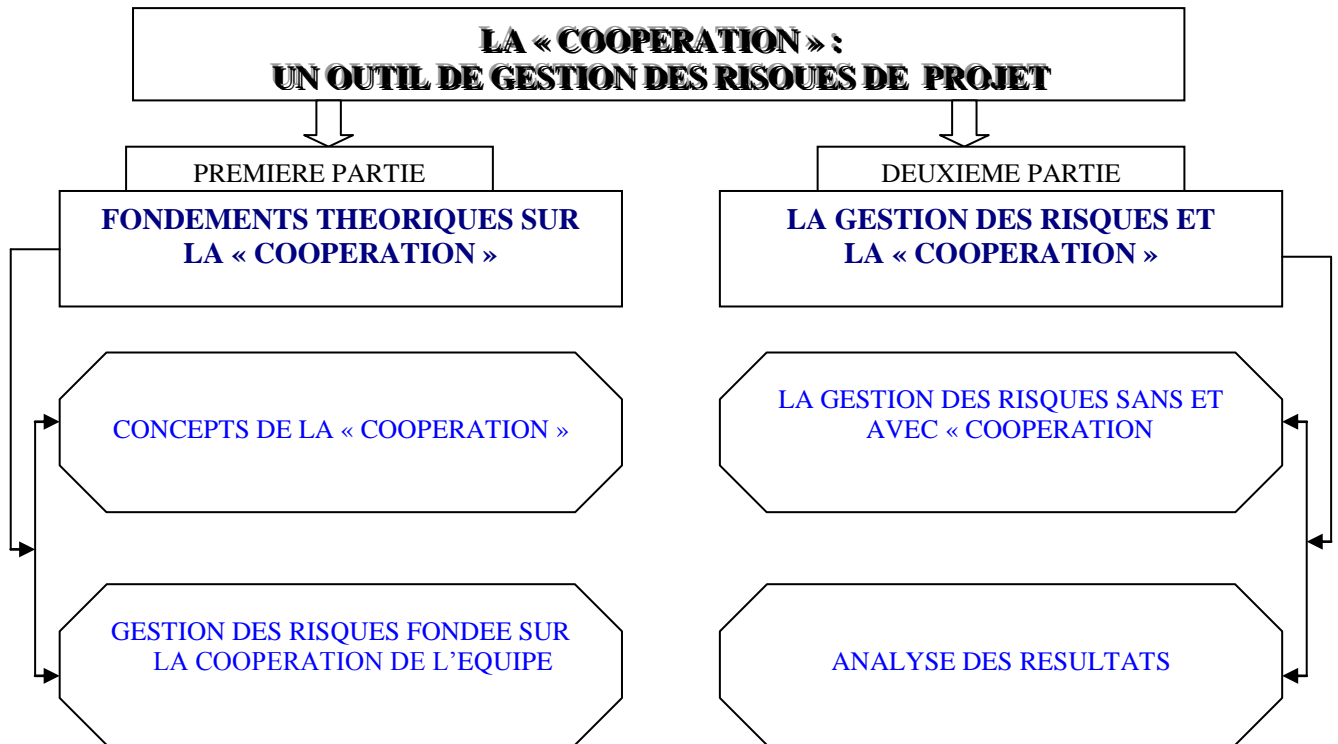 LA « COOPERATION » :
UN OUTIL DE GESTION DES RISQUES DE PROJET
PREMIERE PARTIE
FONDEMENTS THEORIQUES SUR
LA « COOPERATION »
CONCEPTS DE LA « COOPERATION »
GESTION DES RISQUES FONDEE SUR
LA COOPERATION DE L’EQUIPE
DEUXIEME PARTIE
LA GESTION DES RISQUES ET
LA « COOPERATION »
LA GESTION DES RISQUES SANS ET
AVEC « COOPERATION
ANALYSE DES RESULTATS